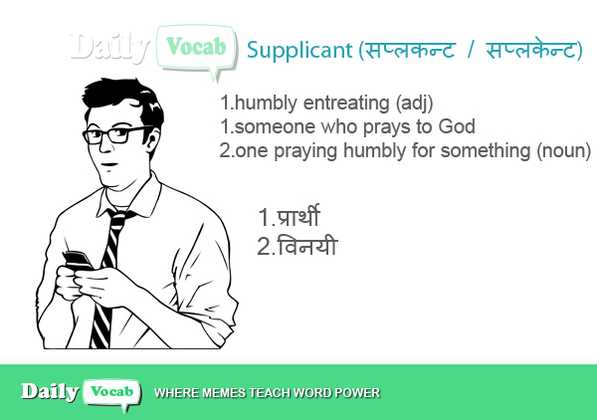 Daily Vocab Supplicant (सप्लकन्ट / सप्लकेन्ट)
1.humbly entreating (adj)
1.someone who prays to God
2.one praying humbly for something (noun)
1.प्रार्थी
2.विनयी
Daily Vocab WHERE MEMES TEACH WORD POWER